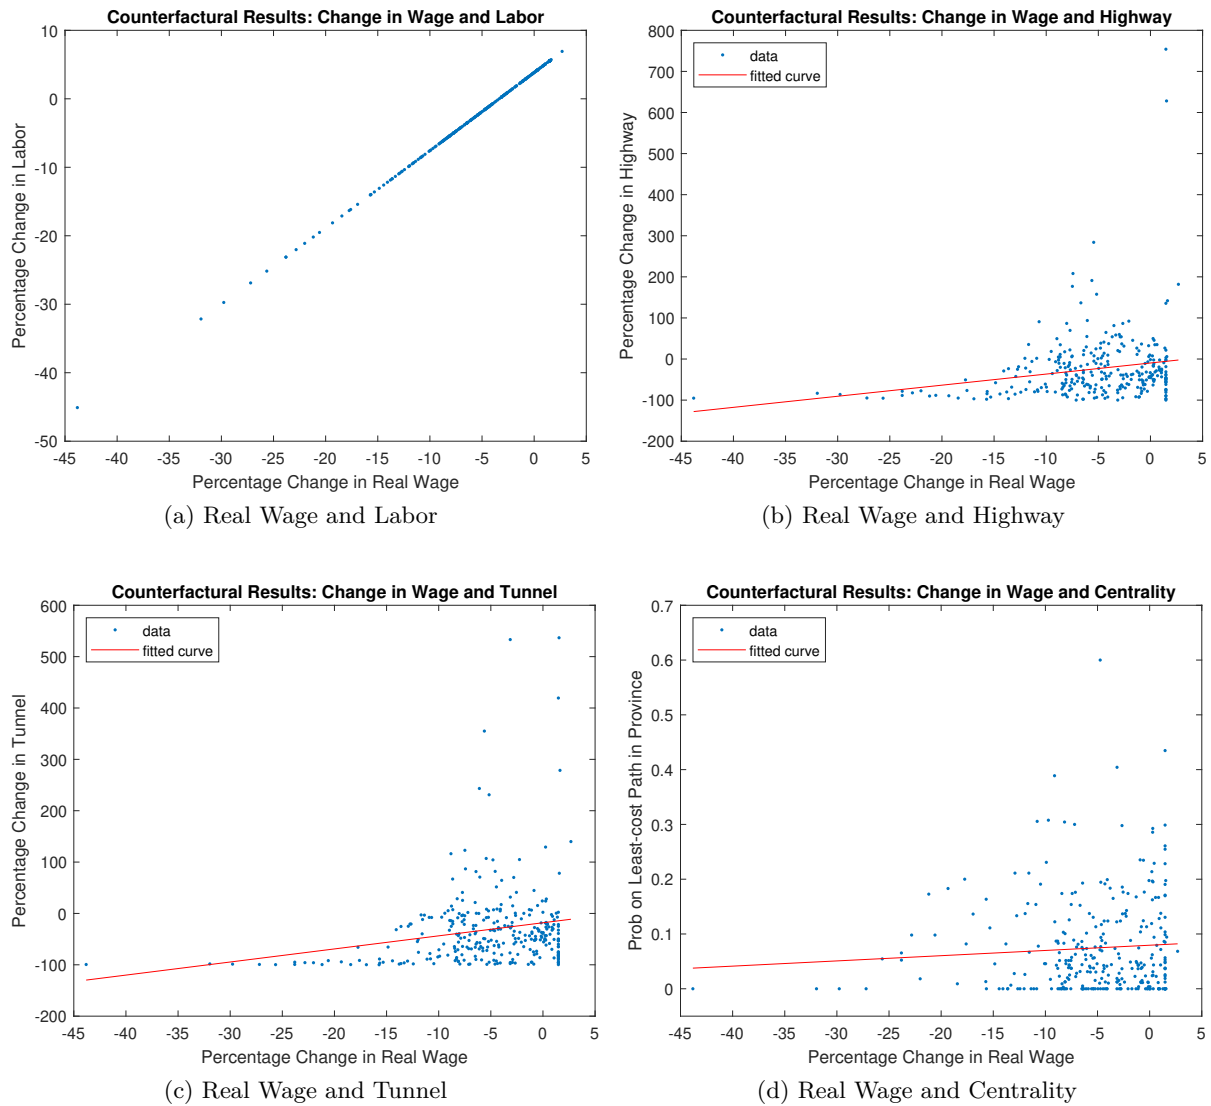 Counterfactural Results: Change in Wage and Labor
10
0
-10
-20
-30
-40
-50
Percentage Change in Labor
-45 -40 -35 -30 -25 -20 -15 -10 -5 0 5
Percentage Change in Real Wage
(a) Real Wage and Labor
Counterfactural Results: Change in Wage and Highway
800
700
600
500
400
300
200
100
0
-100
-200
Percentage Change in Highway
data
fitted curve
-45 -40 -35 -30 -25 -20 -15 -10 -5 0 5
Percentage Change in Real Wage
(b) Real Wage and Highway
Counterfactural Results: Change in Wage and Tunnel
600
500
400
300
200
100
0
-100
-200
Percentage Change in Tunnel
data
fitted curve
-45 -40 -35 -30 -25 -20 -15 -10 -5 0 5
Percentage Change in Real Wage
(c) Real Wage and Tunnel
Counterfactural Results: Change in Wage and Centrality
0.7
0.6
0.5
0.4
0.3
0.2
0.1
0
Prob on Least-cost Path in Province
data
fitted curve
-45 -40 -35 -30 -25 -20 -15 -10 -5 0 5
Percentage Change in Real Wage
(d) Real Wage and Centrality